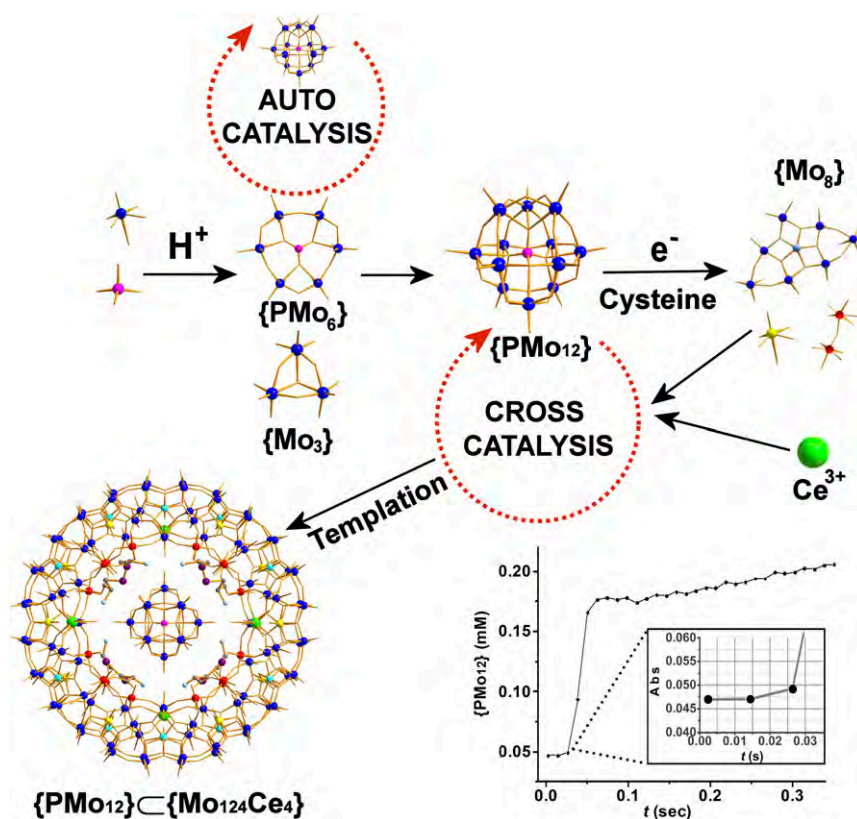 AUTO
CATALYSIS
{Mo₈}
H⁺
e⁻
Cysteine
{PMo₆}
{PMo₁₂}
{Mo₃}
CROSS
CATALYSIS
Ce³⁺
Templation
{PMo₁₂}⊂{Mo₁₂₄Ce₄}
{PMo₁₂} (mM)
0.20
0.15
0.10
0.05
0.0 0.1 0.2 0.3
t (sec)
Abs
0.060
0.055
0.050
0.045
0.040
0.00 0.01 0.02 0.03
t (s)